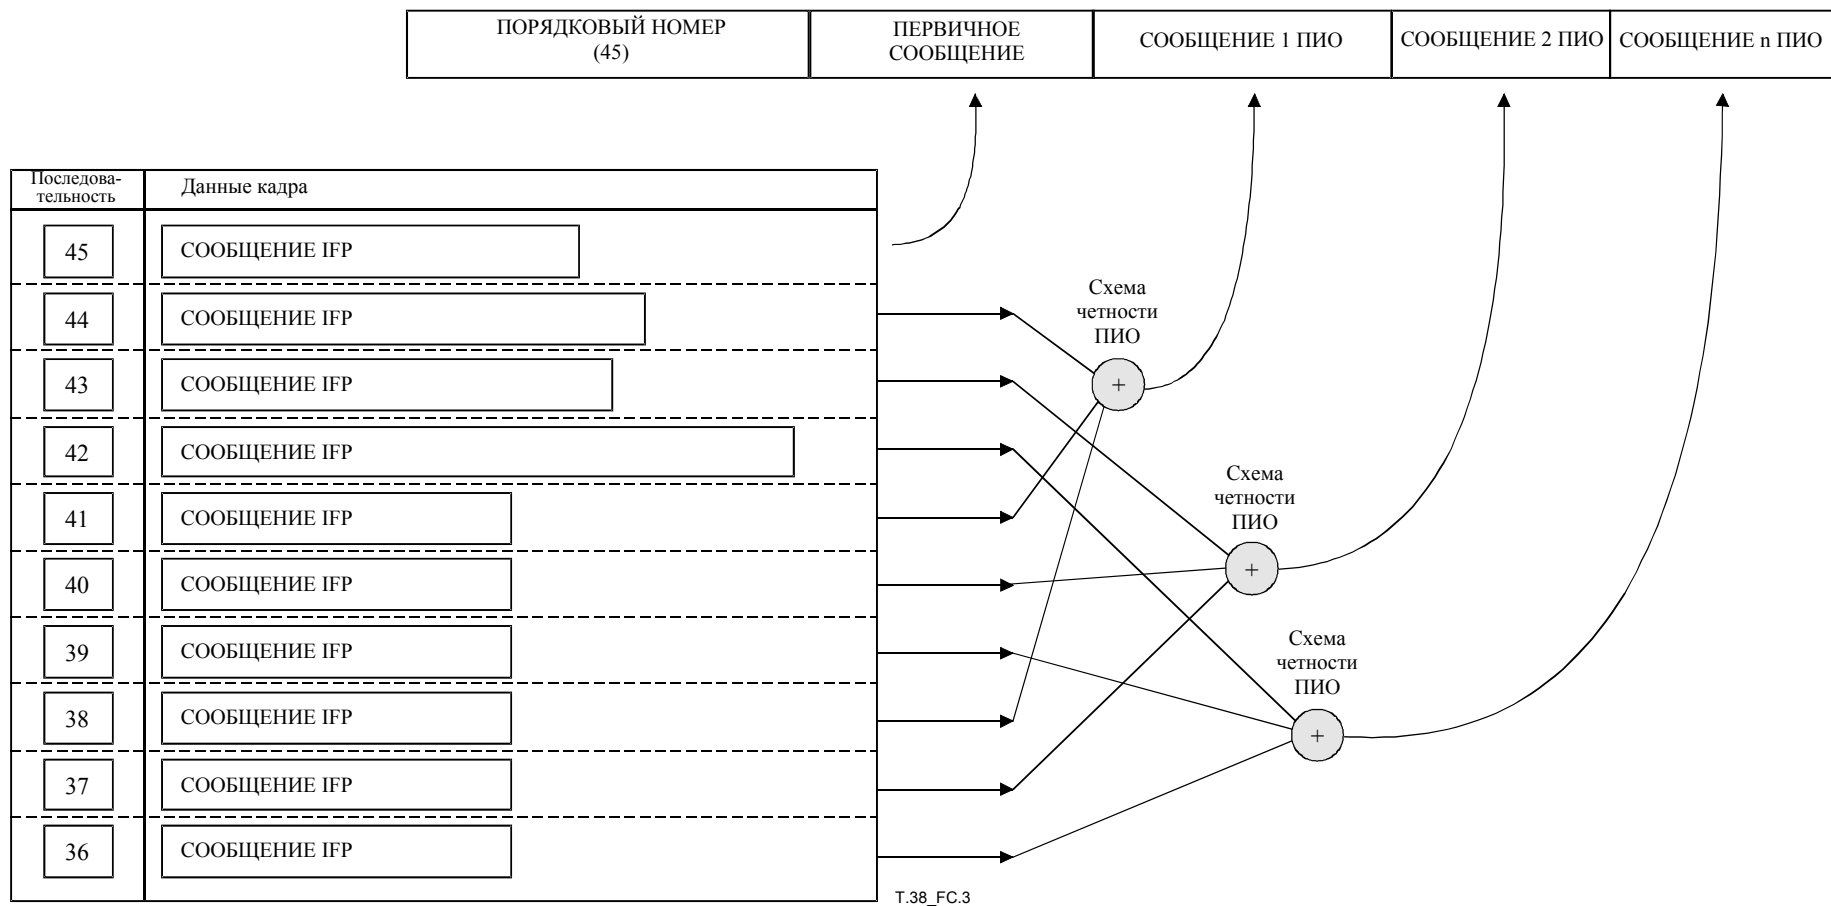 ПОРЯДКОВЫЙ НОМЕР
(45)
ПЕРВИЧНОЕ
СООБЩЕНИЕ
СООБЩЕНИЕ 1 ПИО
СООБЩЕНИЕ 2 ПИО
СООБЩЕНИЕ n ПИО
Последова-
тельность
Данные кадра
45
СООБЩЕНИЕ IFP
44
СООБЩЕНИЕ IFP
43
СООБЩЕНИЕ IFP
42
СООБЩЕНИЕ IFP
41
СООБЩЕНИЕ IFP
40
СООБЩЕНИЕ IFP
39
СООБЩЕНИЕ IFP
38
СООБЩЕНИЕ IFP
37
СООБЩЕНИЕ IFP
36
СООБЩЕНИЕ IFP
Схема
четности
ПИО
+
Схема
четности
ПИО
+
Схема
четности
ПИО
+
T.38_FC.3